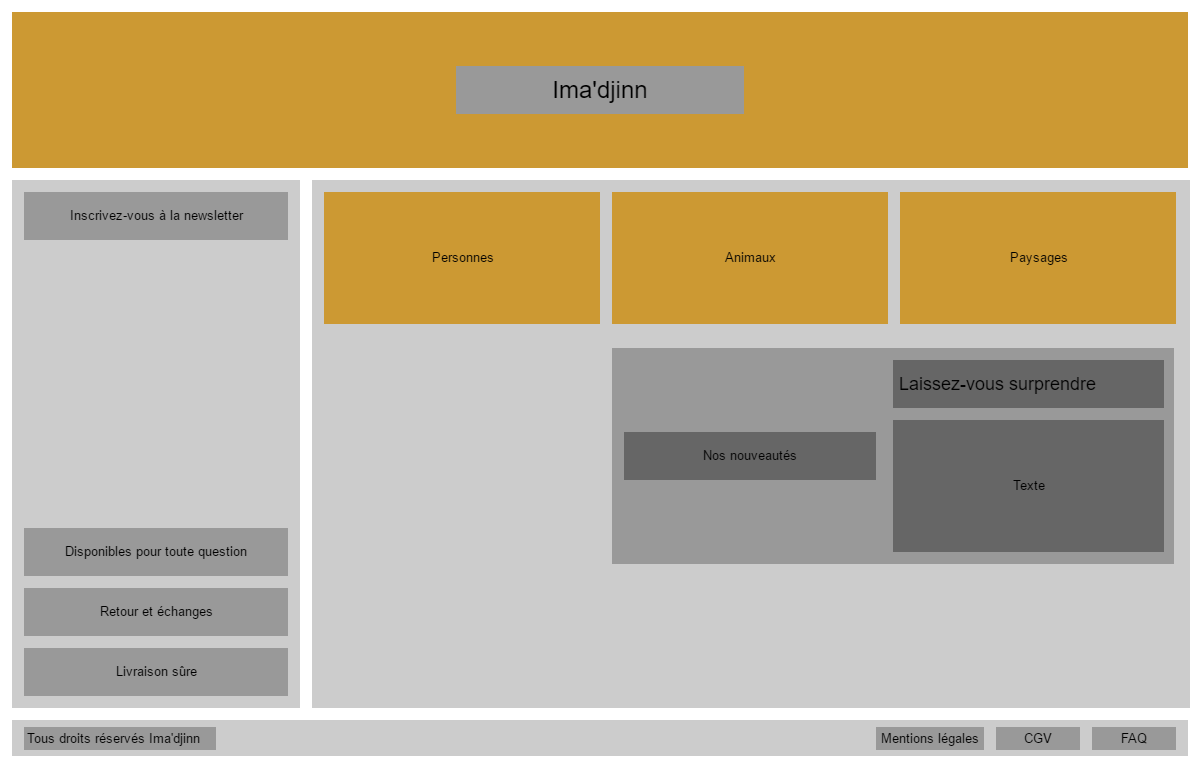 Ima'djinn
Inscrivez-vous à la newsletter
Personnes
Animaux
Paysages
Laissez-vous surprendre
Nos nouveautés
Texte
Disponibles pour toute question
Retour et échanges
Livraison sûre
Tous droits réservés Ima'djinn
Mentions légales
CGV
FAQ